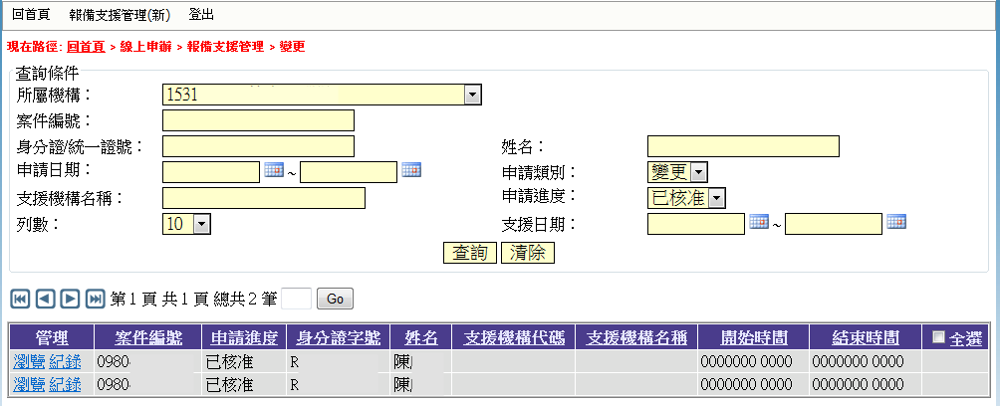 回首頁 報備支援管理(新) 登出
現在路徑: 回首頁 > 線上申辦 > 報備支援管理 > 變更
查詢條件
所屬機構： 1531
案件編號：
身分證/統一證號： 姓名：
申請日期： ~ 申請類別： 變更
支援機構名稱： 申請進度： 已核准
列數： 10 支援日期： ~
查詢 清除
第 1 頁 共 1 頁 總共 2 筆 Go
管理 案件編號 申請進度 身分證字號 姓名 支援機構代碼 支援機構名稱 開始時間 結束時間 全選
瀏覽 紀錄 0980 已核准 R 陳 0000000 0000 0000000 0000
瀏覽 紀錄 0980 已核准 R 陳 0000000 0000 0000000 0000